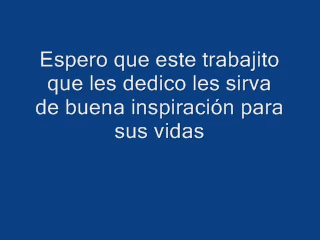 Espero que este trabajito
que les dedico les sirva
de buena inspiración para
sus vidas